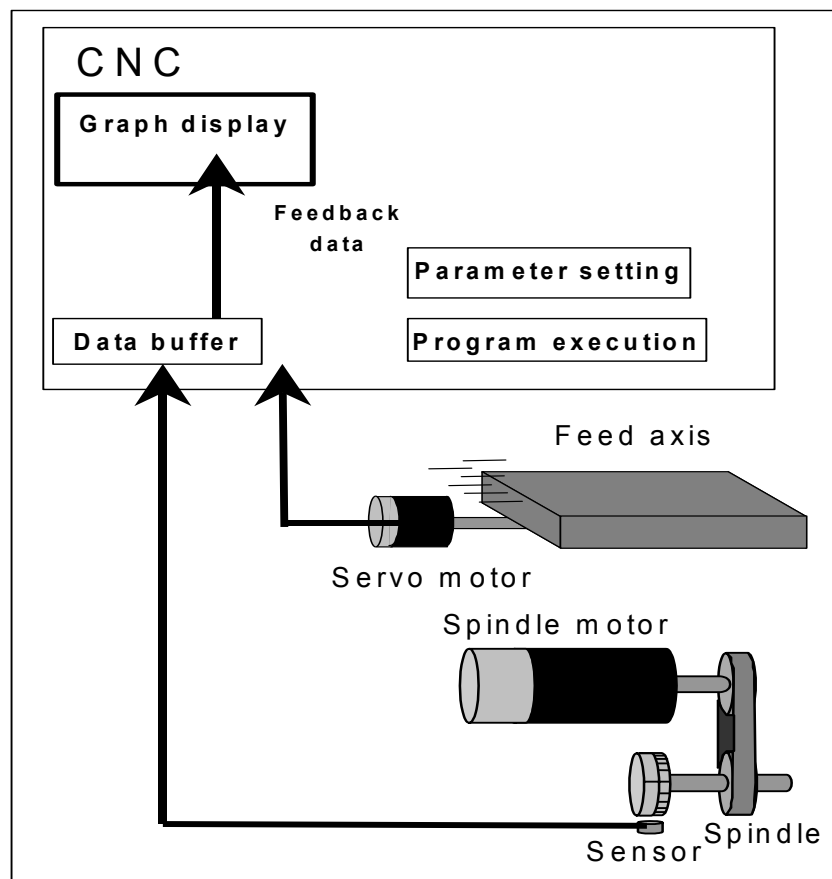 CNC
Graph display
Feedback
data
Parameter setting
Data buffer
Program execution
Feed axis
Servo motor
Spindle motor
Sensor
Spindle